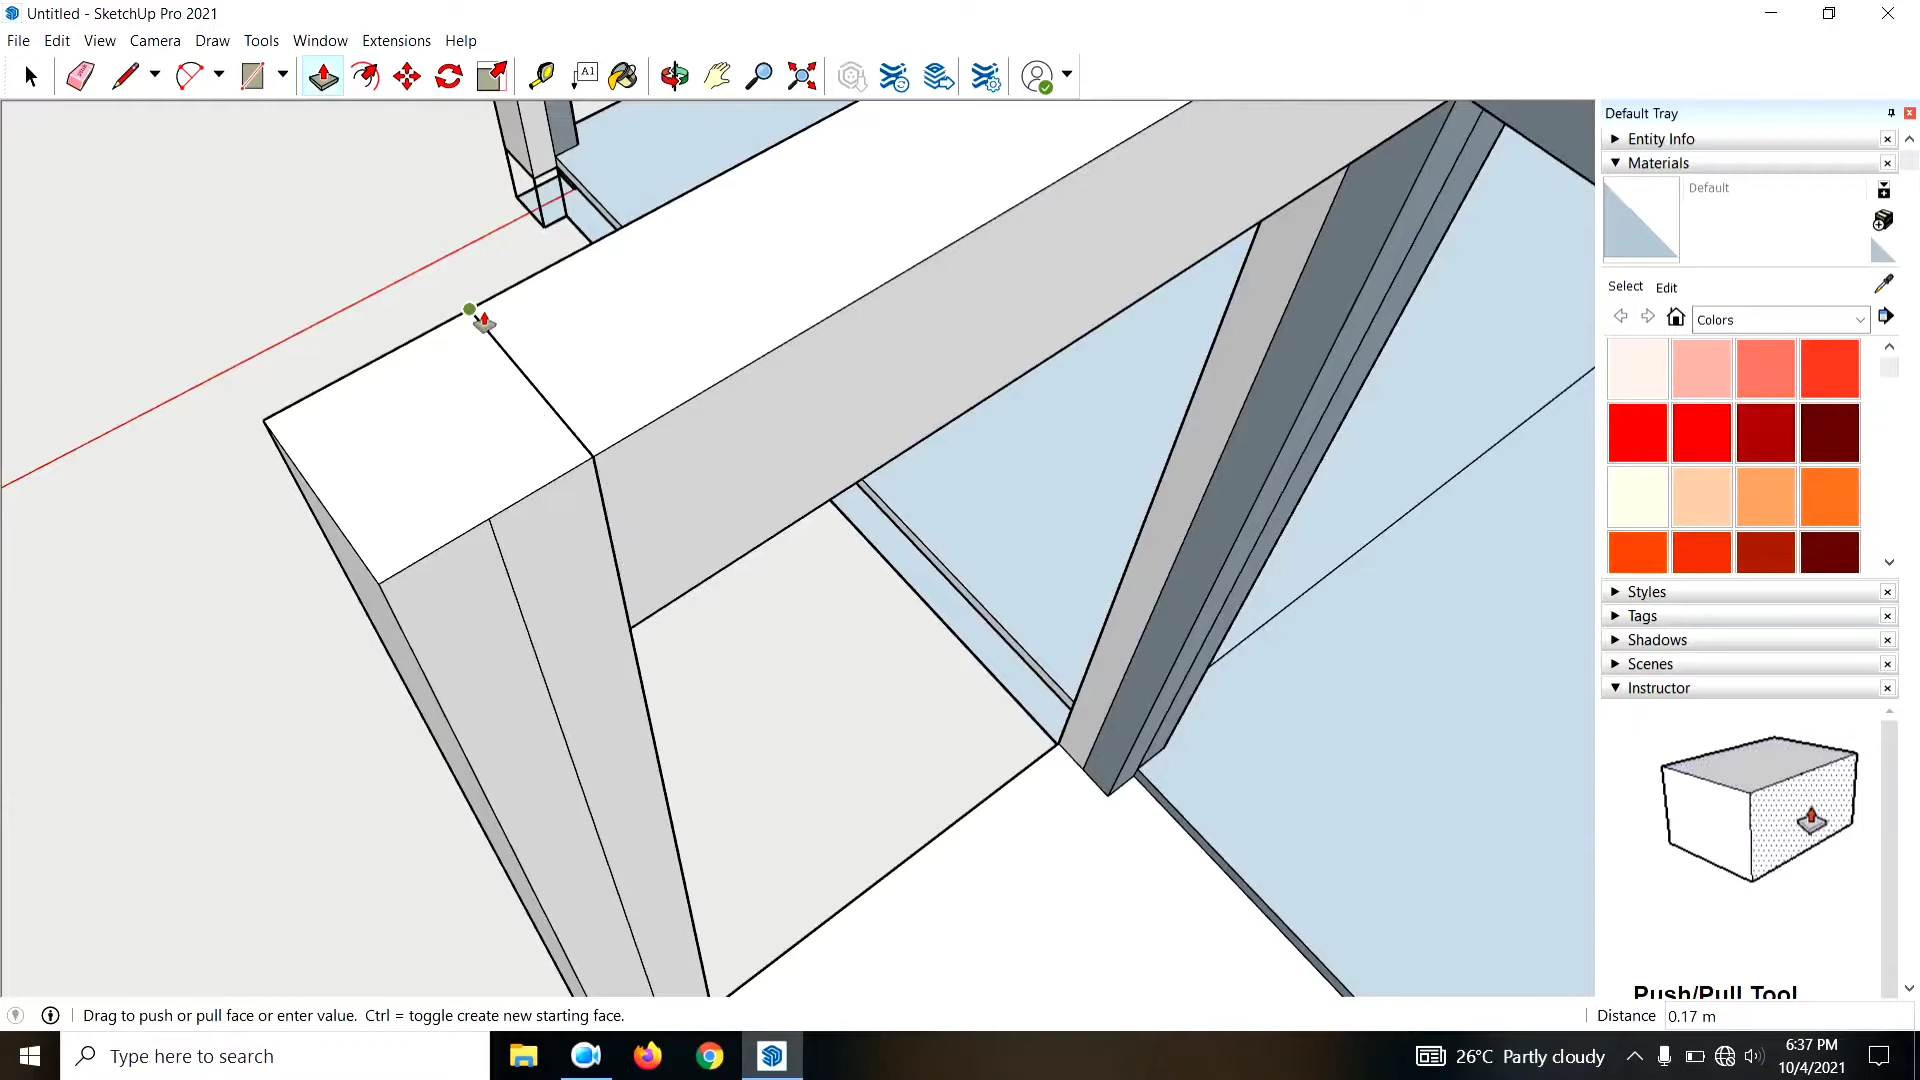 Untitled - SketchUp Pro 2021
File Edit View Camera Draw Tools Window Extensions Help
A1
Default Tray
Entity Info
Materials
Default
Select Edit
Colors
Styles
Tags
Shadows
Scenes
Instructor
Push/Pull Tool
Drag to push or pull face or enter value. Ctrl = toggle create new starting face.
Distance 0.17 m
Type here to search
26°C Partly cloudy
6:37 PM
10/4/2021